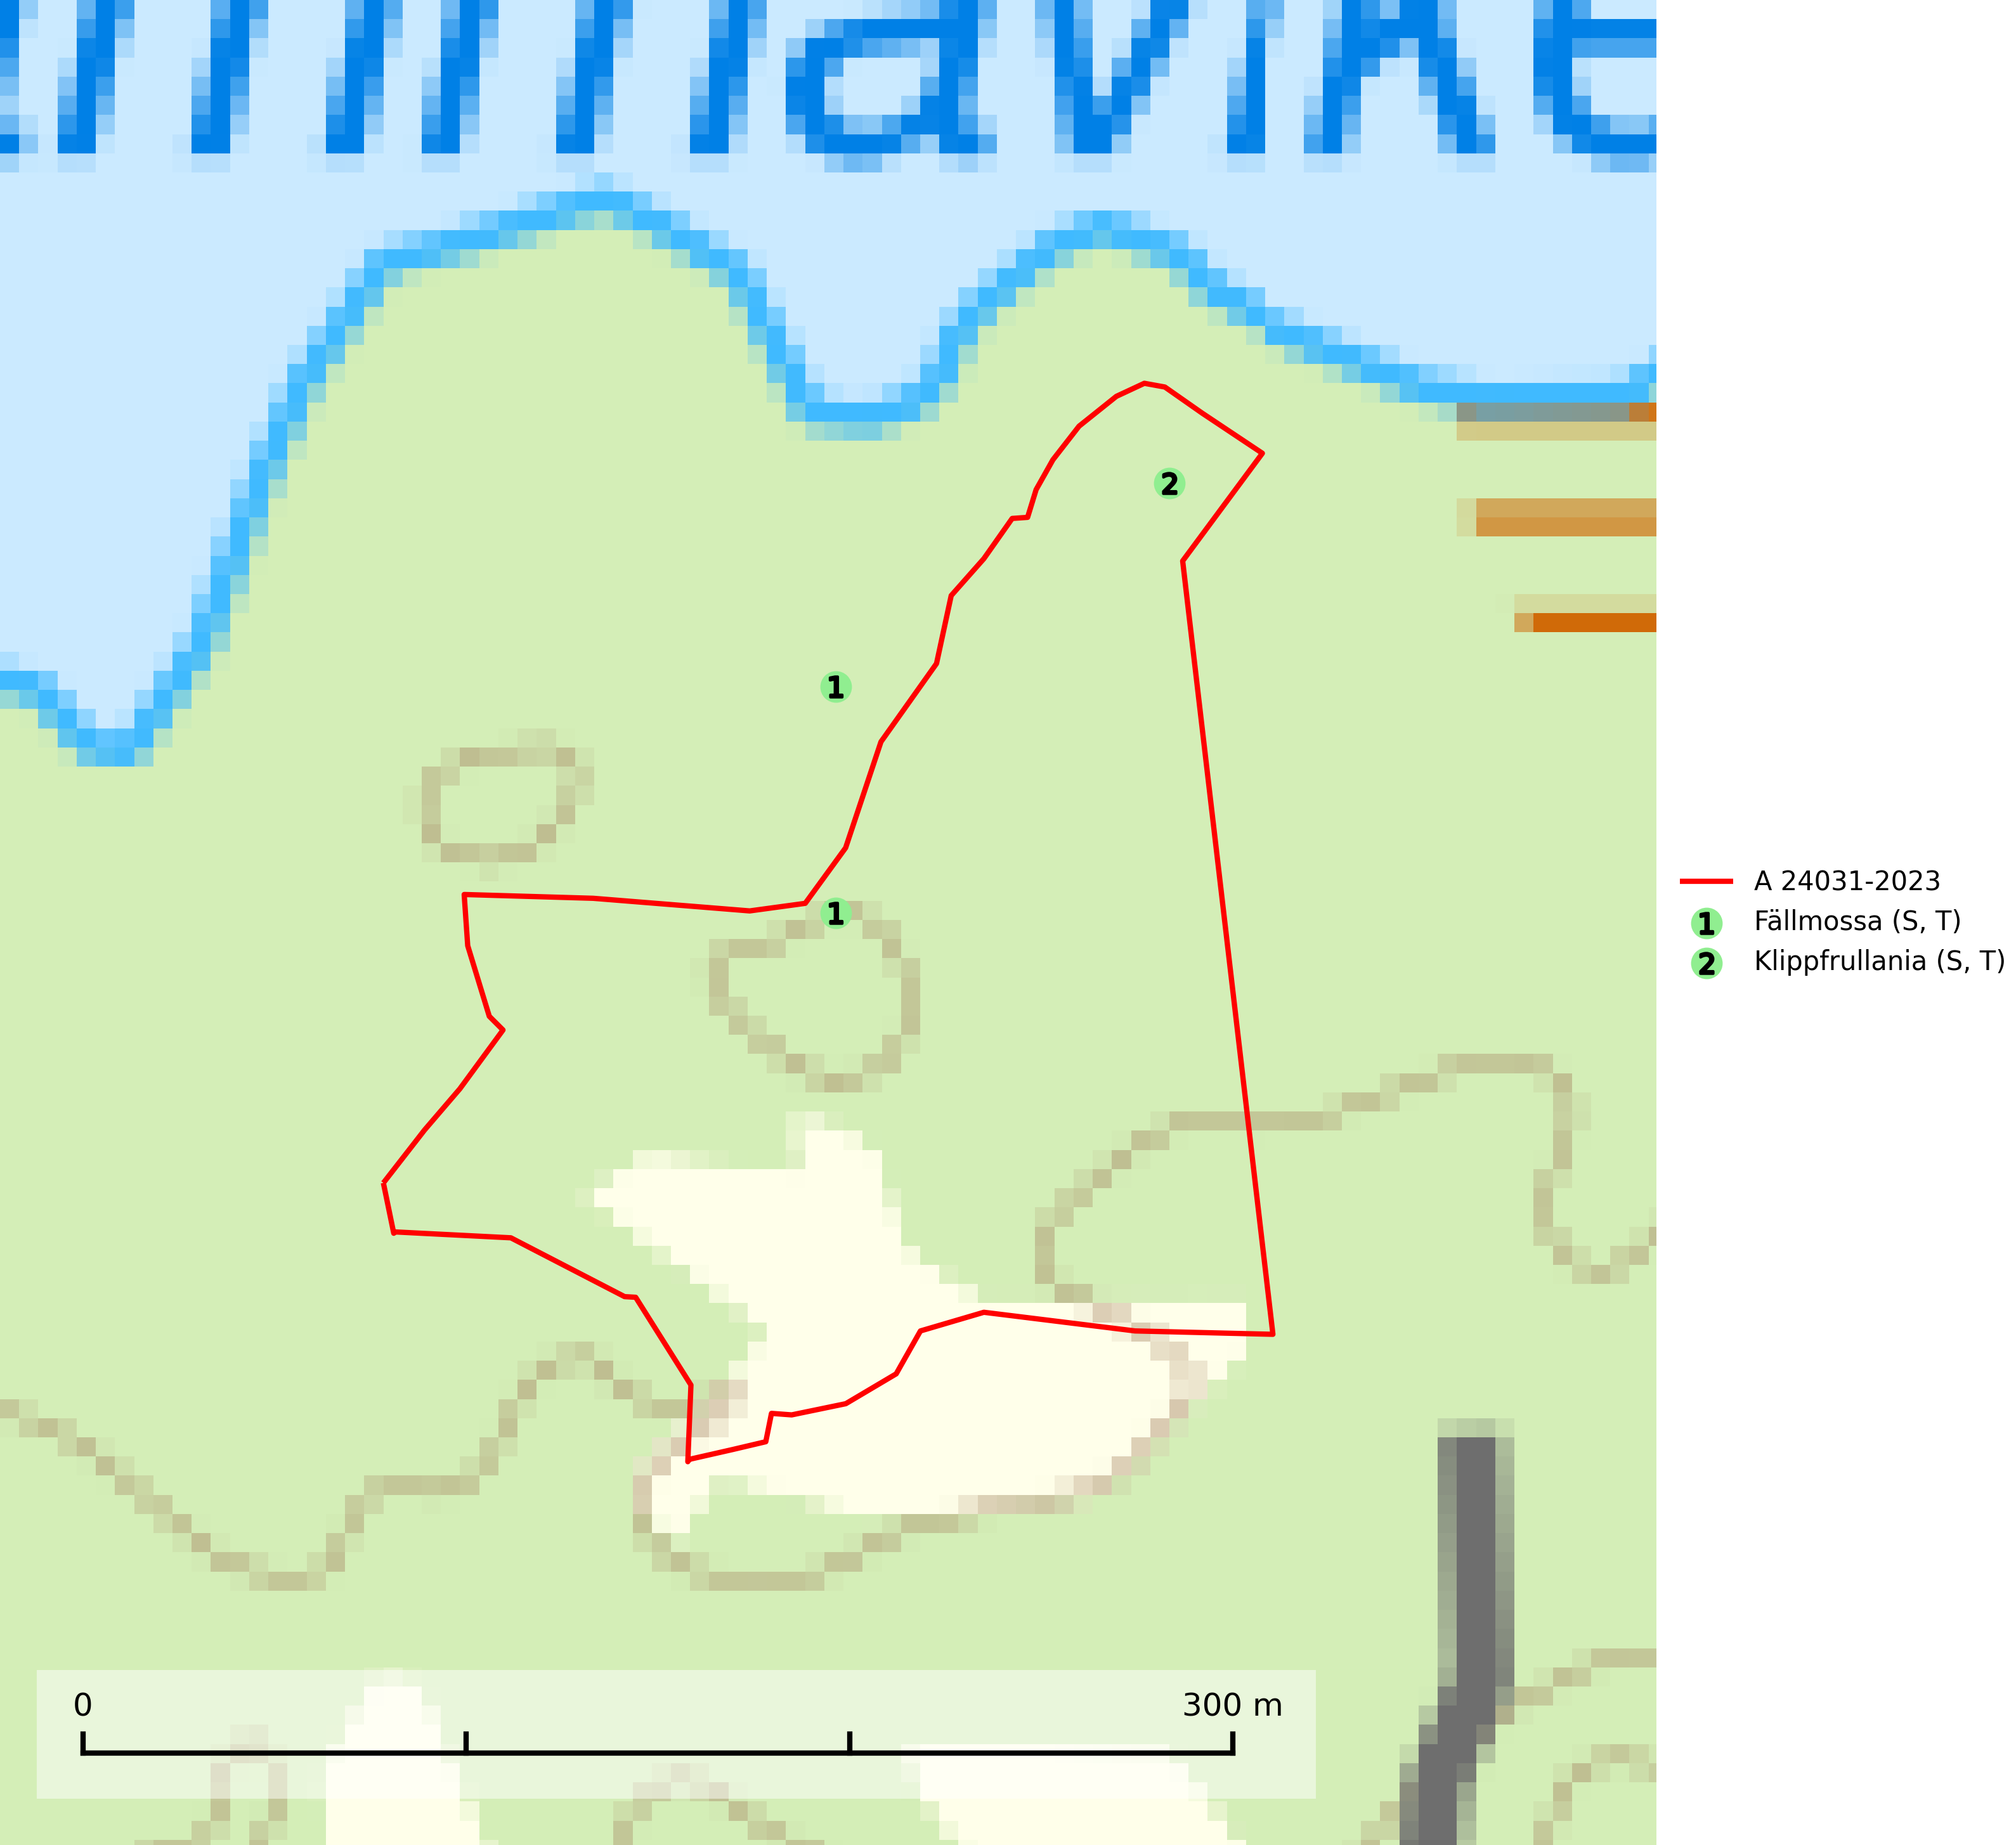 2
1
1
A 24031-2023
1 Fällmossa (S, T)
2 Klippfrullania (S, T)
0 300 m